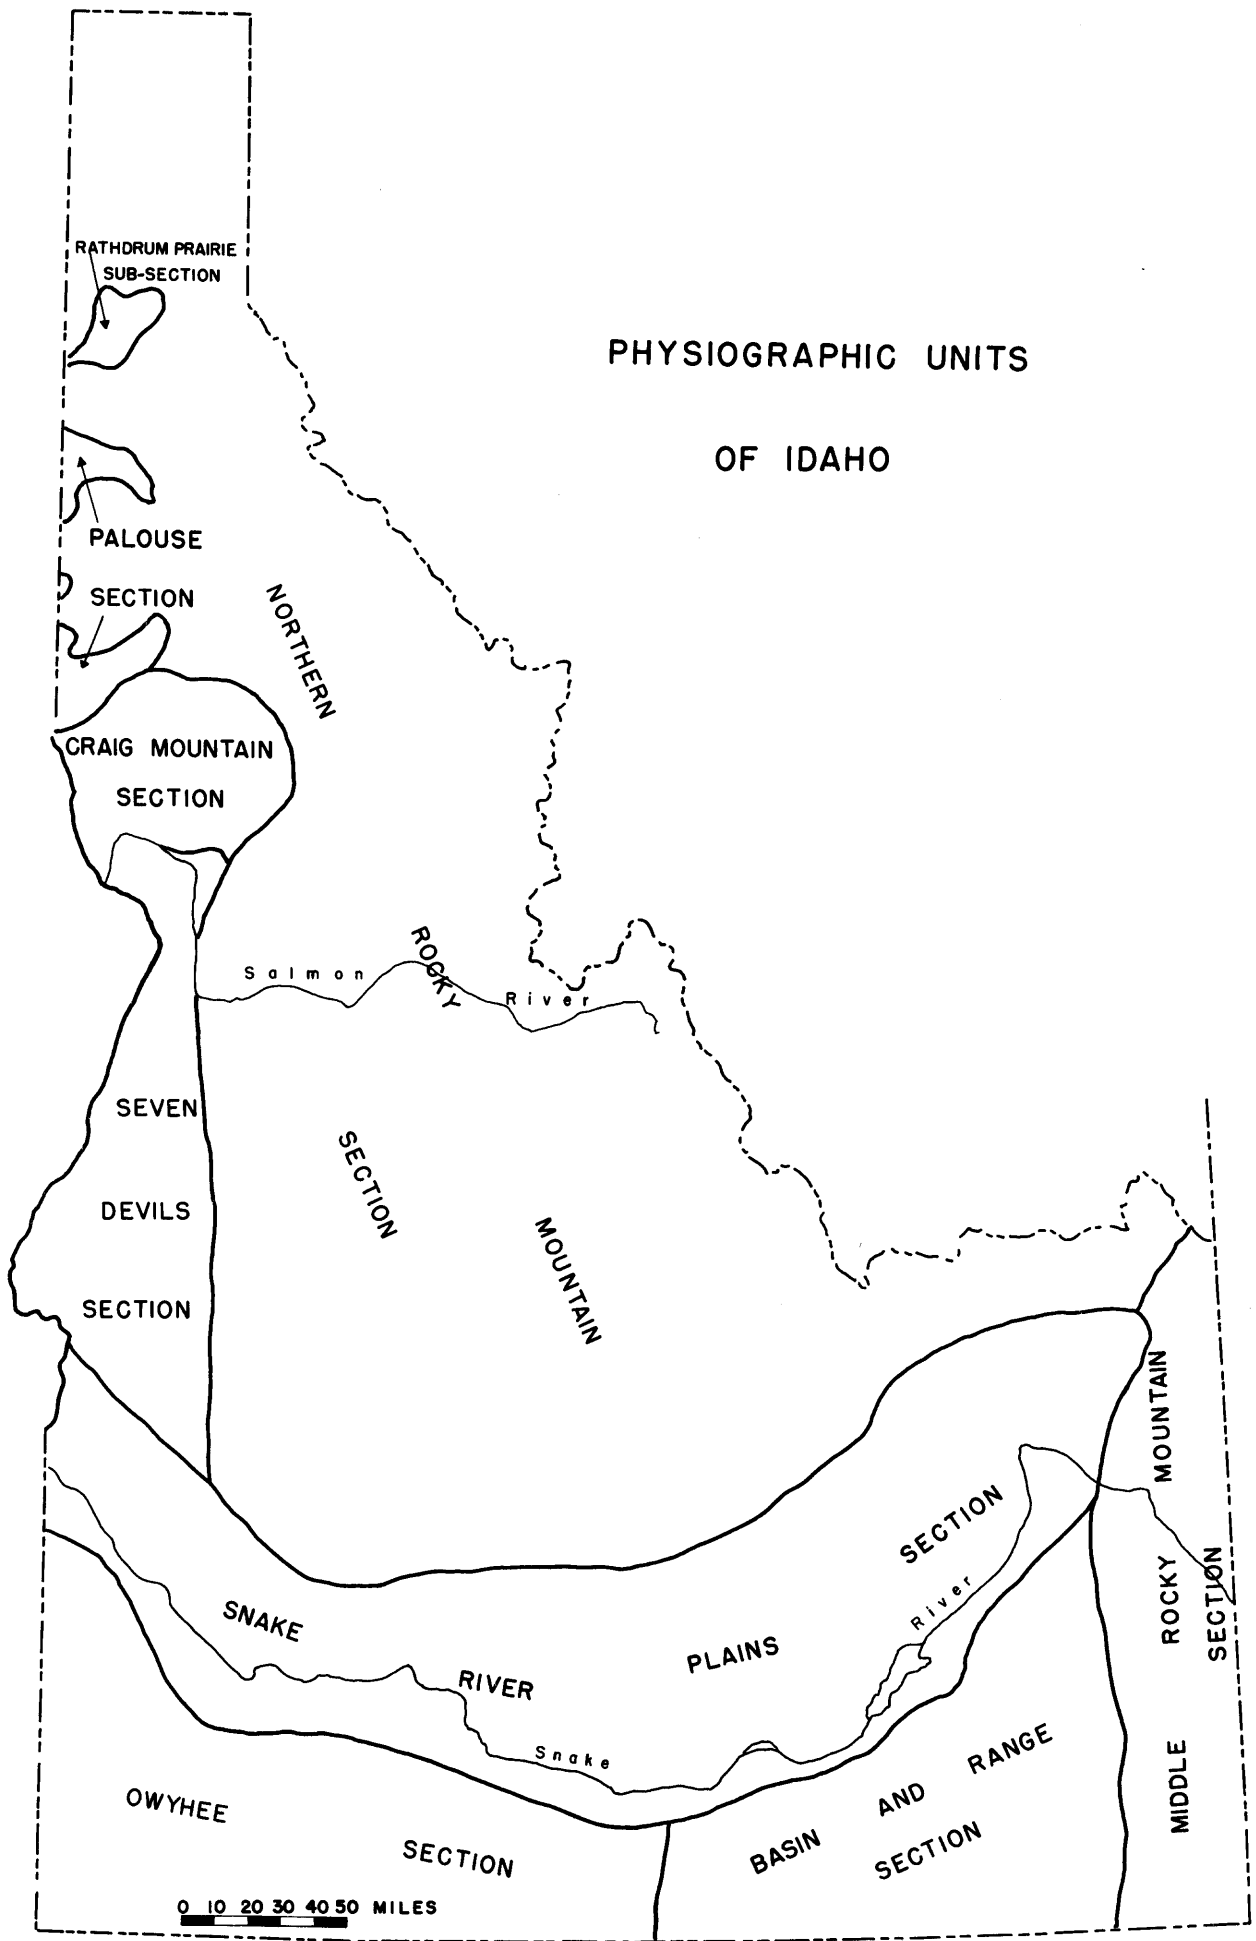 RATHDRUM PRAIRIE
SUB-SECTION
PHYSIOGRAPHIC UNITS
OF IDAHO
PALOUSE
SECTION
NORTHERN
CRAIG MOUNTAIN
SECTION
ROCKY
Salmon River
SEVEN
DEVILS
SECTION
SECTION
MOUNTAIN
MOUNTAIN
ROCKY
MIDDLE
SECTION
SECTION
River
SNAKE
RIVER
PLAINS
Snake
OWYHEE
SECTION
BASIN AND RANGE
SECTION
0 10 20 30 40 50 MILES